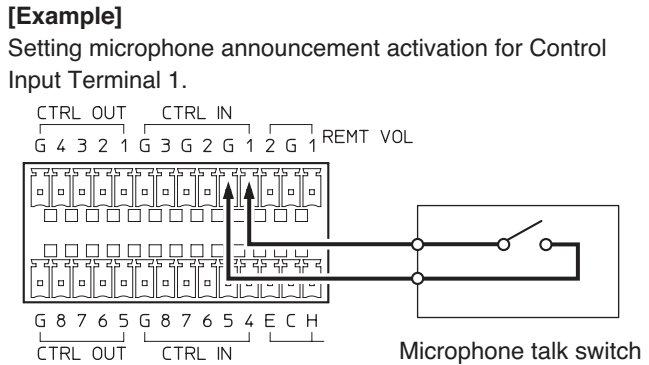 [Example]
Setting microphone announcement activation for Control
Input Terminal 1.
CTRL OUT CTRL IN
G 4 3 2 1 G 3 G 2 G 1 2 G 1 REMT VOL
G 8 7 6 5 G 8 7 6 5 4 E C H
CTRL OUT CTRL IN
Microphone talk switch